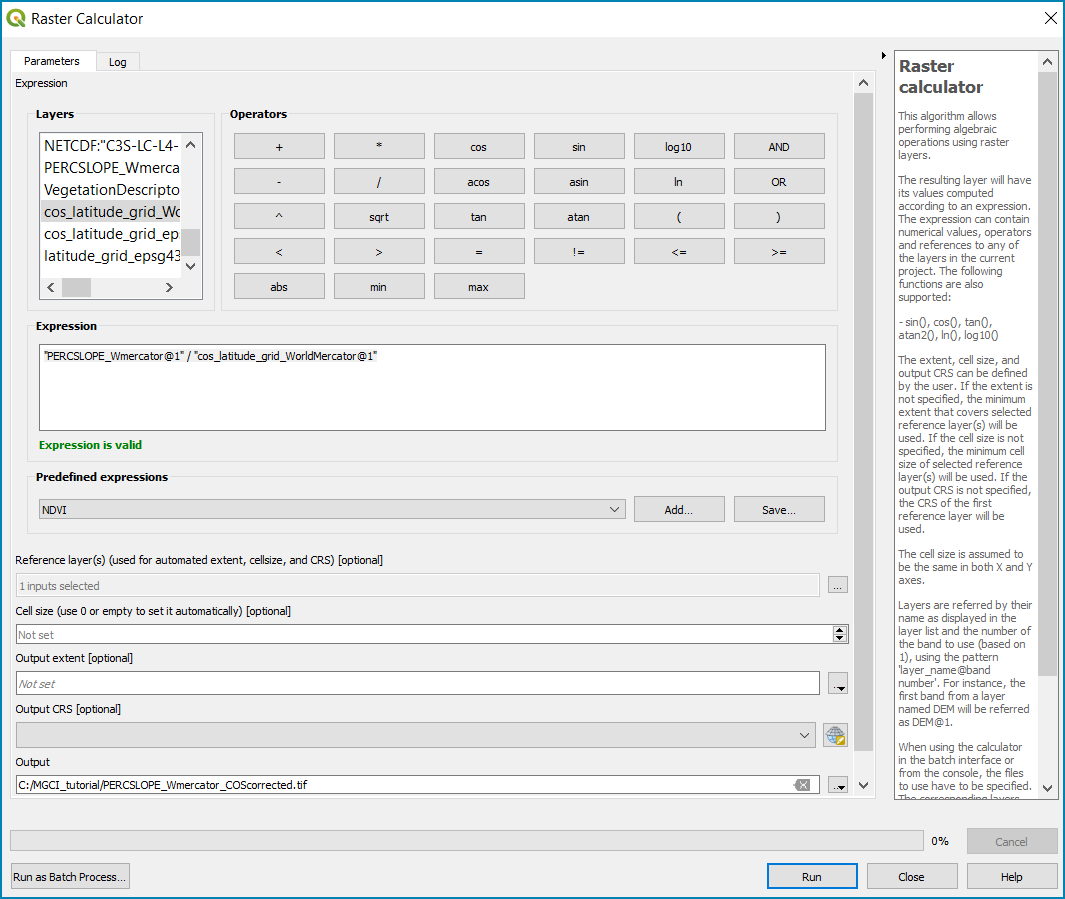 Raster Calculator
Parameters
Log
Expression
Layers
NETCDF:"C3S-LC-L4-
PERCSLOPE_Wmerca
VegetationDescripto
cos_latitude_grid_Wo
cos_latitude_grid_ep
latitude_grid_epsg43
Operators
+ * cos sin log10 AND
- / acos asin ln OR
^ sqrt tan atan ( )
< > = != <= >=
abs min max
Expression
"PERCSLOPE_Wmercator@1" / "cos_latitude_grid_WorldMercator@1"
Expression is valid
Predefined expressions
NDVI
Add...
Save...
Reference layer(s) (used for automated extent, cellsize, and CRS) [optional]
1 inputs selected
...
Cell size (use 0 or empty to set it automatically) [optional]
Not set
Output extent [optional]
Not set
...
Output CRS [optional]
Output
C:/MGCI_tutorial/PERCSLOPE_Wmercator_COScorrected.tif
...
Raster
calculator
This algorithm allows
performing algebraic
operations using raster
layers.
The resulting layer will have
its values computed
according to an expression.
The expression can contain
numerical values, operators
and references to any of
the layers in the current
project. The following
functions are also
supported:
- sin(), cos(), tan(),
atan2(), ln(), log10()
The extent, cell size, and
output CRS can be defined
by the user. If the extent is
not specified, the minimum
extent that covers selected
reference layer(s) will be
used. If the cell size is not
specified, the minimum cell
size of selected reference
layer(s) will be used. If the
output CRS is not specified,
the CRS of the first
reference layer will be
used.
The cell size is assumed to
be the same in both X and Y
axes.
Layers are referred by their
name as displayed in the
layer list and the number of
the band to use (based on
1), using the pattern
'layer_name@band
number'. For instance, the
first band from a layer
named DEM will be referred
as DEM@1.
When using the calculator
in the batch interface or
from the console, the files
to use have to be specified.
The corresponding layers
0%
Cancel
Run as Batch Process...
Run
Close
Help